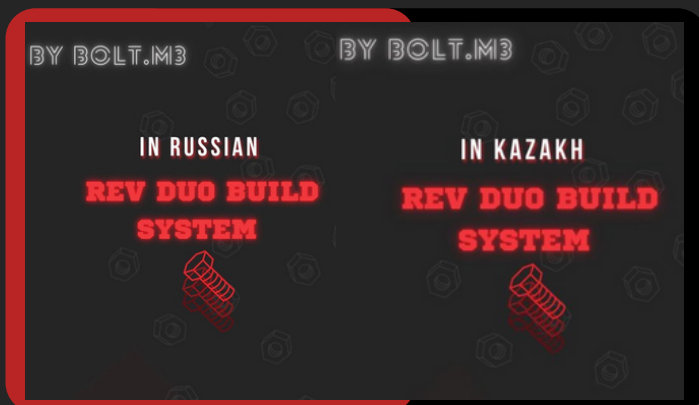 BY BOLT.M3
IN RUSSIAN
REV DUO BUILD
SYSTEM
BY BOLT.M3
IN KAZAKH
REV DUO BUILD
SYSTEM